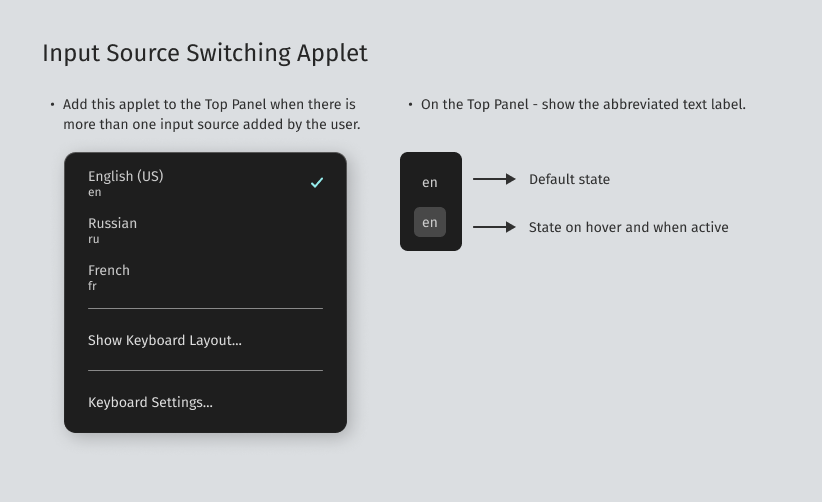 Input Source Switching Applet
• Add this applet to the Top Panel when there is
more than one input source added by the user.
English (US)
en
Russian
ru
French
fr
Show Keyboard Layout...
Keyboard Settings...
• On the Top Panel - show the abbreviated text label.
en
Default state
en
State on hover and when active